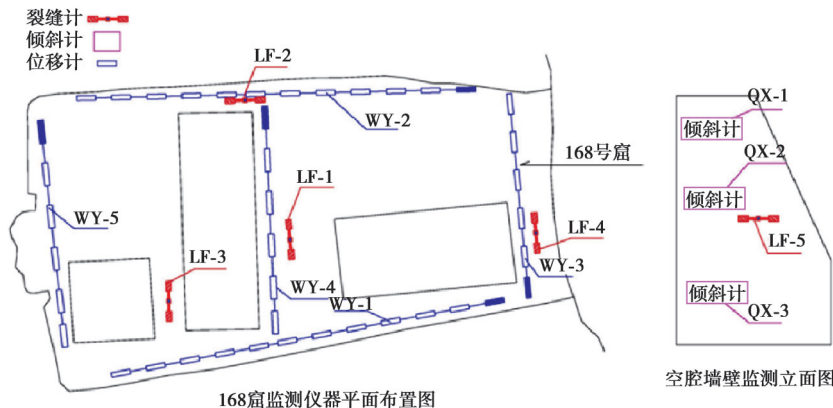 裂缝计
倾斜计
位移计
LF-2
WY-2
QX-1
倾斜计
QX-2
168号窟
LF-1
倾斜计
WY-5
LF-4
LF-5
LF-3
WY-3
WY-4
WY-1
倾斜计
QX-3
168窟监测仪器平面布置图
空腔墙壁监测立面图